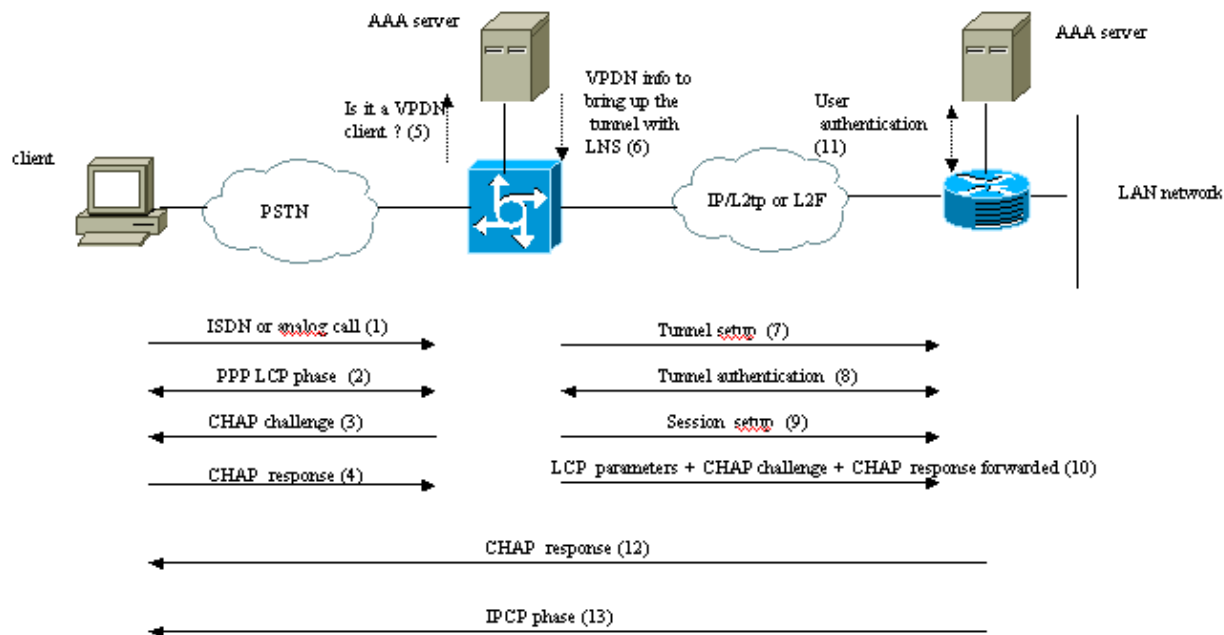 AAA server
AAA server
VPDN info to
bring up the
tunnel with
LNS (6)
Is it a VPDN
client ? (5)
User
authentication
(11)
client
PSTN
IP/L2tp or L2F
LAN network
ISDN or analog call (1)
Tunnel setup (7)
PPP LCP phase (2)
Tunnel authentication (8)
CHAP challenge (3)
Session setup (9)
LCP parameters + CHAP challenge + CHAP response forwarded (10)
CHAP response (4)
CHAP response (12)
IPCP phase (13)